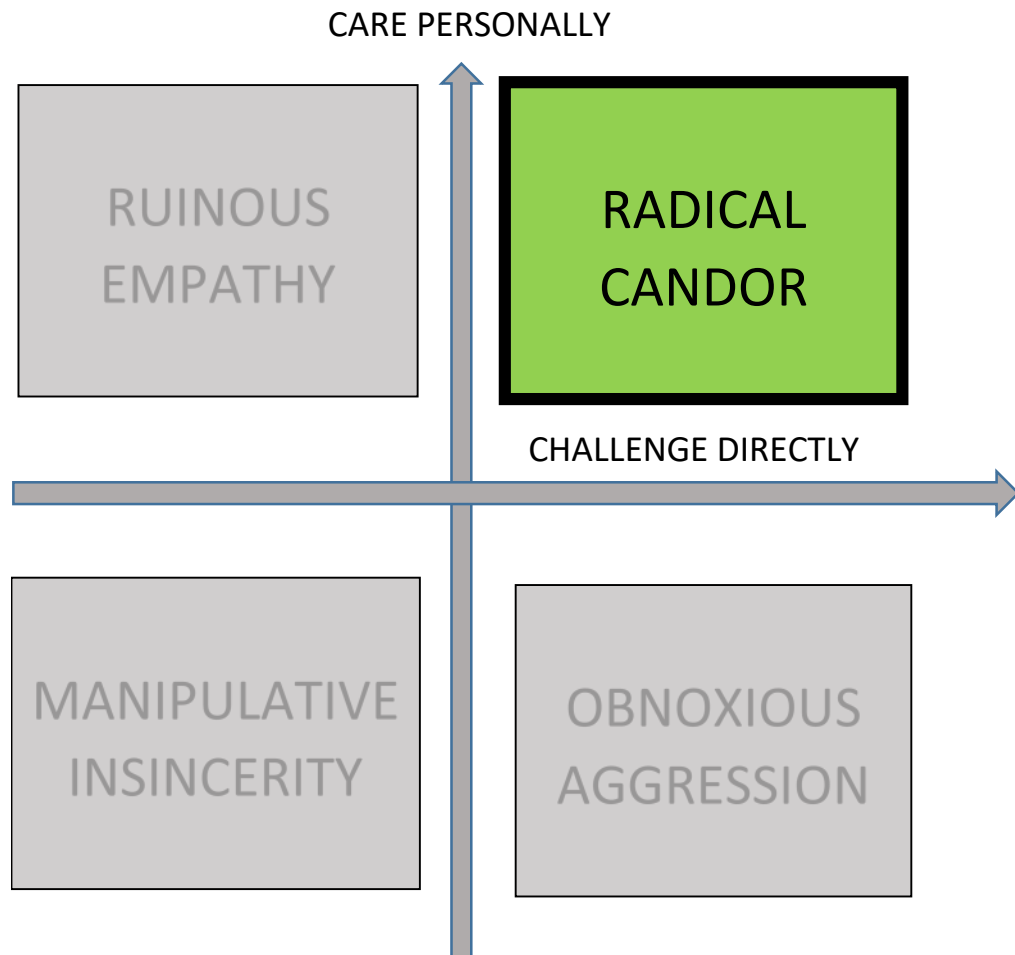 CARE PERSONALLY
RUINOUS
EMPATHY
RADICAL
CANDOR
CHALLENGE DIRECTLY
MANIPULATIVE
INSINCERITY
OBNOXIOUS
AGGRESSION